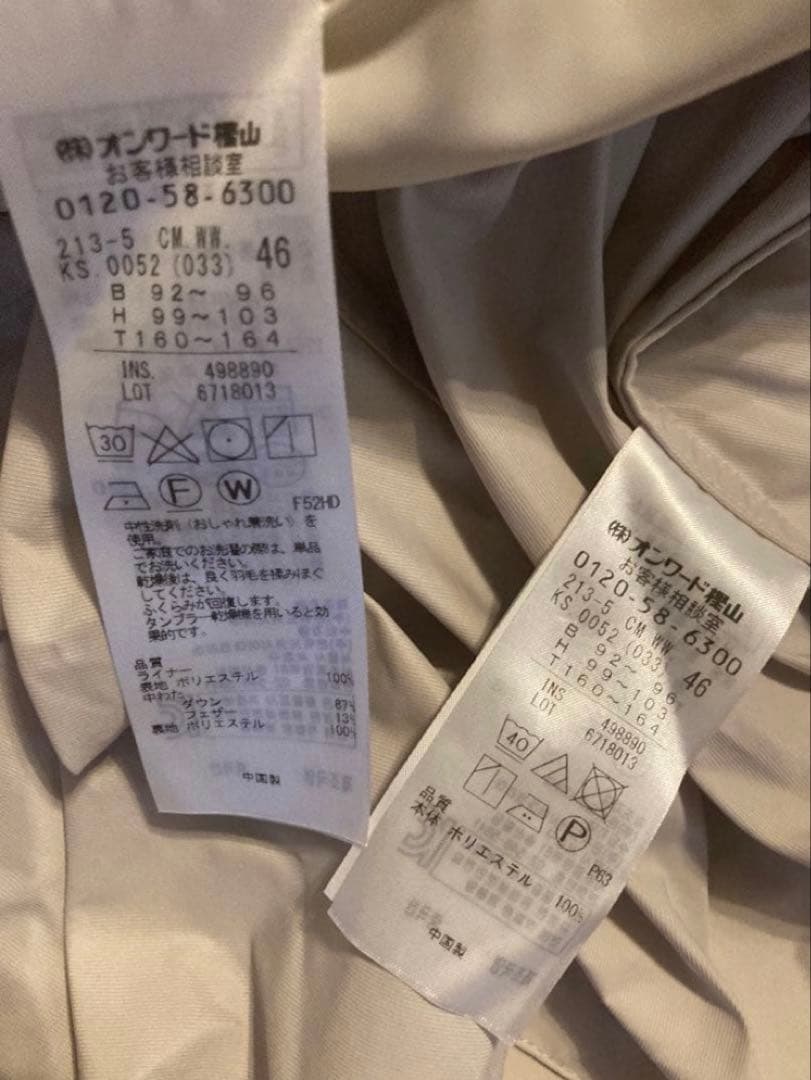 (株)オンワード樫山
お客様相談室
0120-58-6300
213-5 CM.WW.
KS.0052(033) 46
B 92~ 96
H 99~103
T160~164
INS. 498890
LOT 6718013
30
F W
F52HD
中性洗剤(おしゃれ着洗い)を
使用。
ご家庭でのお洗濯の際は、単品
でお洗いください。
乾燥後は、良く羽毛を揉みほぐ
してください。
ふくらみが回復します。
タンブラー乾燥機を用いると効
果的です。
品質
ライナー
表地 ポリエステル 100%
中わた
ダウン 87%
フェザー 13%
裏地 ポリエステル 100%
中国製
(株)オンワード樫山
お客様相談室
0120-58-6300
213-5 CM.WW.
KS.0052(033) 46
B 92~ 96
H 99~103
T160~164
INS. 498890
LOT 6718013
40
P
P63
品質
本体 ポリエステル 100%
中国製